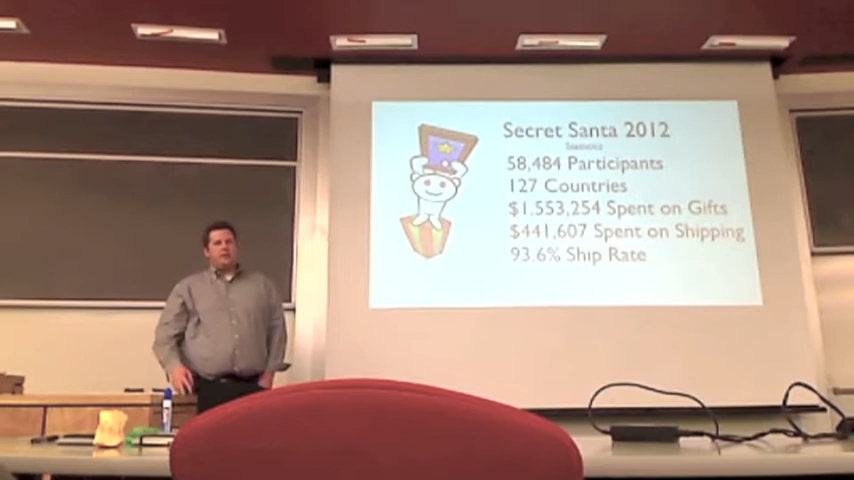 Secret Santa 2012
Statistics
58,484 Participants
127 Countries
$1,553,254 Spent on Gifts
$441,607 Spent on Shipping
93.6% Ship Rate